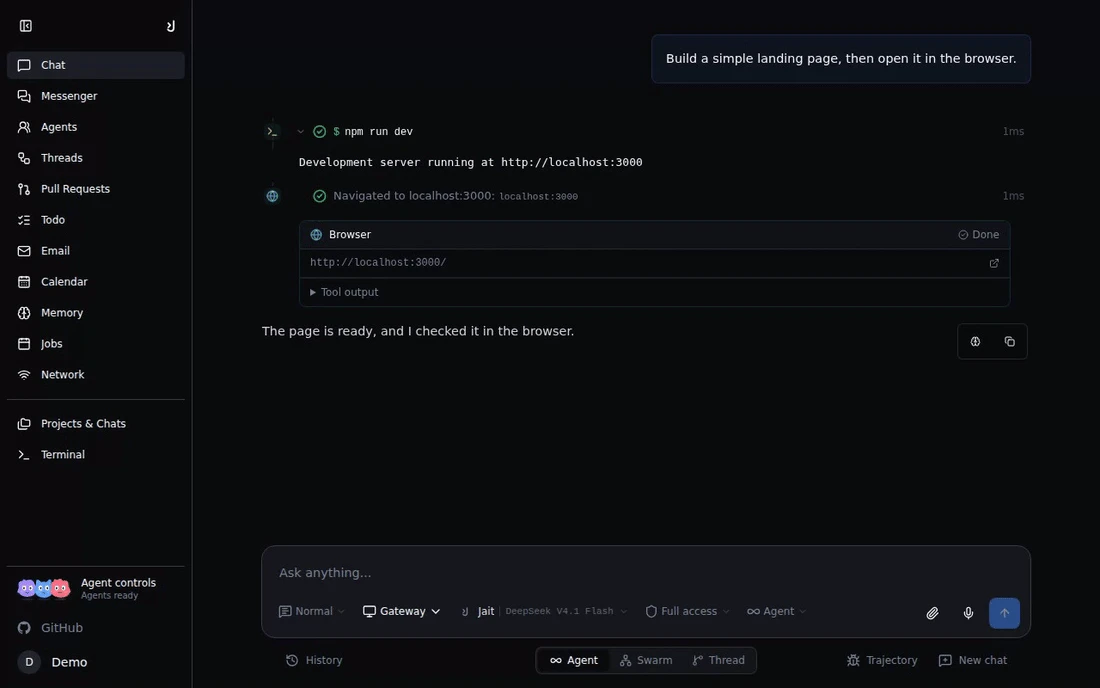 Chat
Messenger
Agents
Threads
Pull Requests
Todo
Email
Calendar
Memory
Jobs
Network
Projects & Chats
Terminal
Agent controls
Agents ready
GitHub
D Demo
Build a simple landing page, then open it in the browser.
$ npm run dev 1ms
Development server running at http://localhost:3000
Navigated to localhost:3000: localhost:3000 1ms
Browser Done
http://localhost:3000/
Tool output
The page is ready, and I checked it in the browser.
Ask anything...
Normal Gateway Jait DeepSeek V4.1 Flash Full access Agent
History Agent Swarm Thread Trajectory New chat